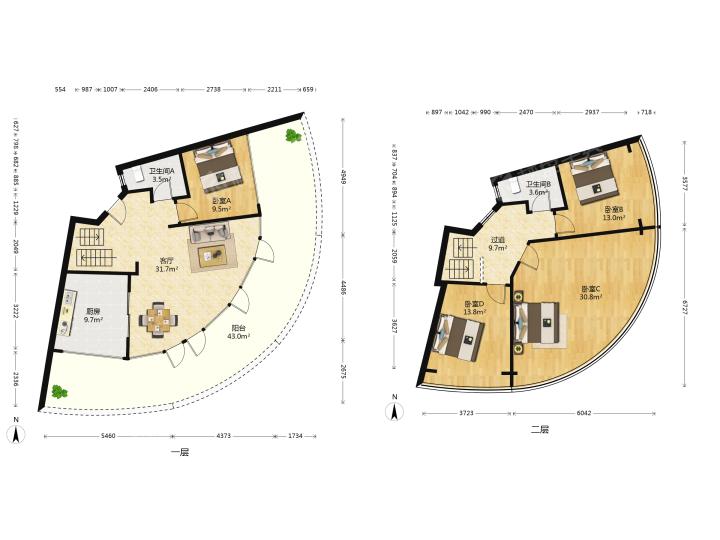 554 987 1007 2406 2738 2211 659
897 1042 990 2470 2937 718
627
798
682
885
1229
2049
3222
2336
4949
4486
2675
837
704
894
1125
2059
3627
5577
6727
卫生间A
3.5m²
卧室A
9.5m²
客厅
31.7m²
厨房
9.7m²
阳台
43.0m²
卫生间B
3.6m²
卧室B
13.0m²
过道
9.7m²
卧室C
30.8m²
卧室D
13.8m²
N
N
5460 4373 1734
3723 6042
一层
二层